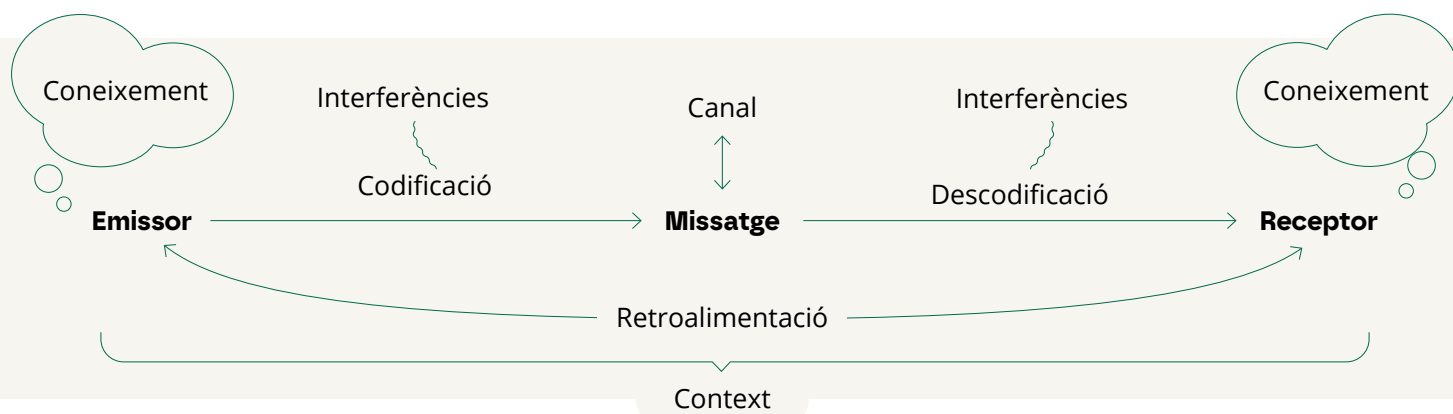 Coneixement
Interferències
Canal
Interferències
Coneixement
Codificació
Descodificació
Emissor
Missatge
Receptor
Retroalimentació
Context